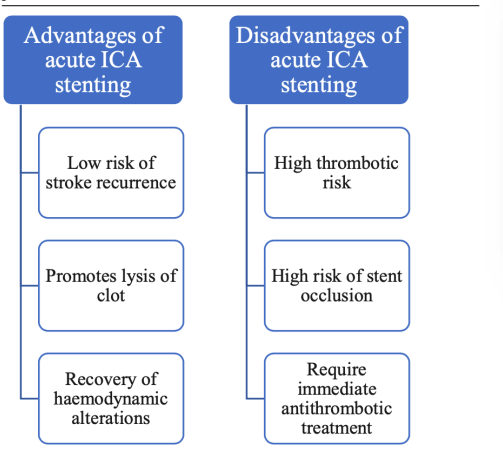 Advantages of
acute ICA
stenting
Low risk of
stroke recurrence
Promotes lysis of
clot
Recovery of
haemodynamic
alterations
Disadvantages of
acute ICA
stenting
High thrombotic
risk
High risk of stent
occlusion
Require
immediate
antithrombotic
treatment